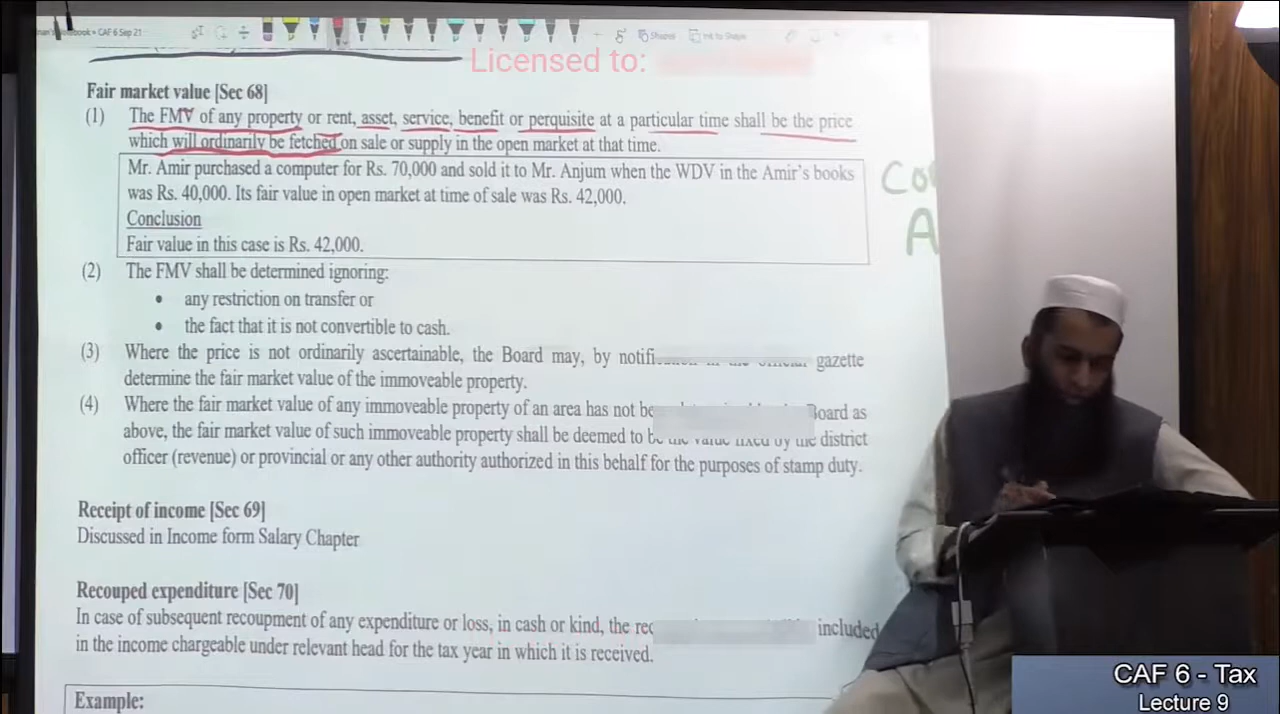 book » CAF 6 Sep 21
Shapes
Ink to Shape
Licensed to:
Fair market value [Sec 68]
(1) The FMV of any property or rent, asset, service, benefit or perquisite at a particular time shall be the price
which will ordinarily be fetched on sale or supply in the open market at that time.
Mr. Amir purchased a computer for Rs. 70,000 and sold it to Mr. Anjum when the WDV in the Amir's books
was Rs. 40,000. Its fair value in open market at time of sale was Rs. 42,000.
Conclusion
Fair value in this case is Rs. 42,000.
(2) The FMV shall be determined ignoring:
• any restriction on transfer or
• the fact that it is not convertible to cash.
(3) Where the price is not ordinarily ascertainable, the Board may, by gazette
determine the fair market value of the immoveable property.
(4) Where the fair market value of any immoveable property of an area has not Board as
above, the fair market value of such immoveable property shall be deemed to district
officer (revenue) or provincial or any other authority authorized in this behalf for the purposes of stamp duty.
Receipt of income [Sec 69]
Discussed in Income form Salary Chapter
Recouped expenditure [Sec 70]
In case of subsequent recoupment of any expenditure or loss, in cash or kind, the included
in the income chargeable under relevant head for the tax year in which it is received.
Example:
CAF 6 - Tax
Lecture 9